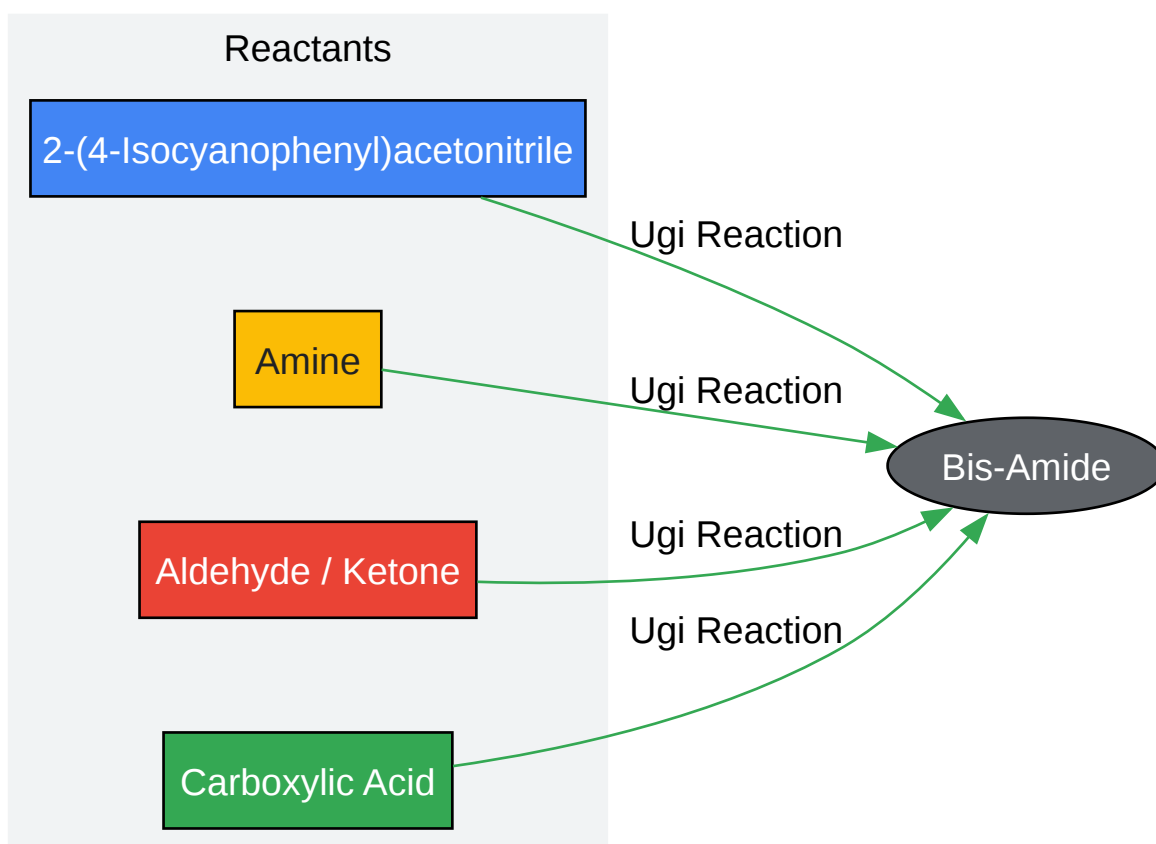 Reactants
2-(4-Isocyanophenyl)acetonitrile
Ugi Reaction
Amine
Ugi Reaction
Bis-Amide
Aldehyde / Ketone
Ugi Reaction
Ugi Reaction
Carboxylic Acid